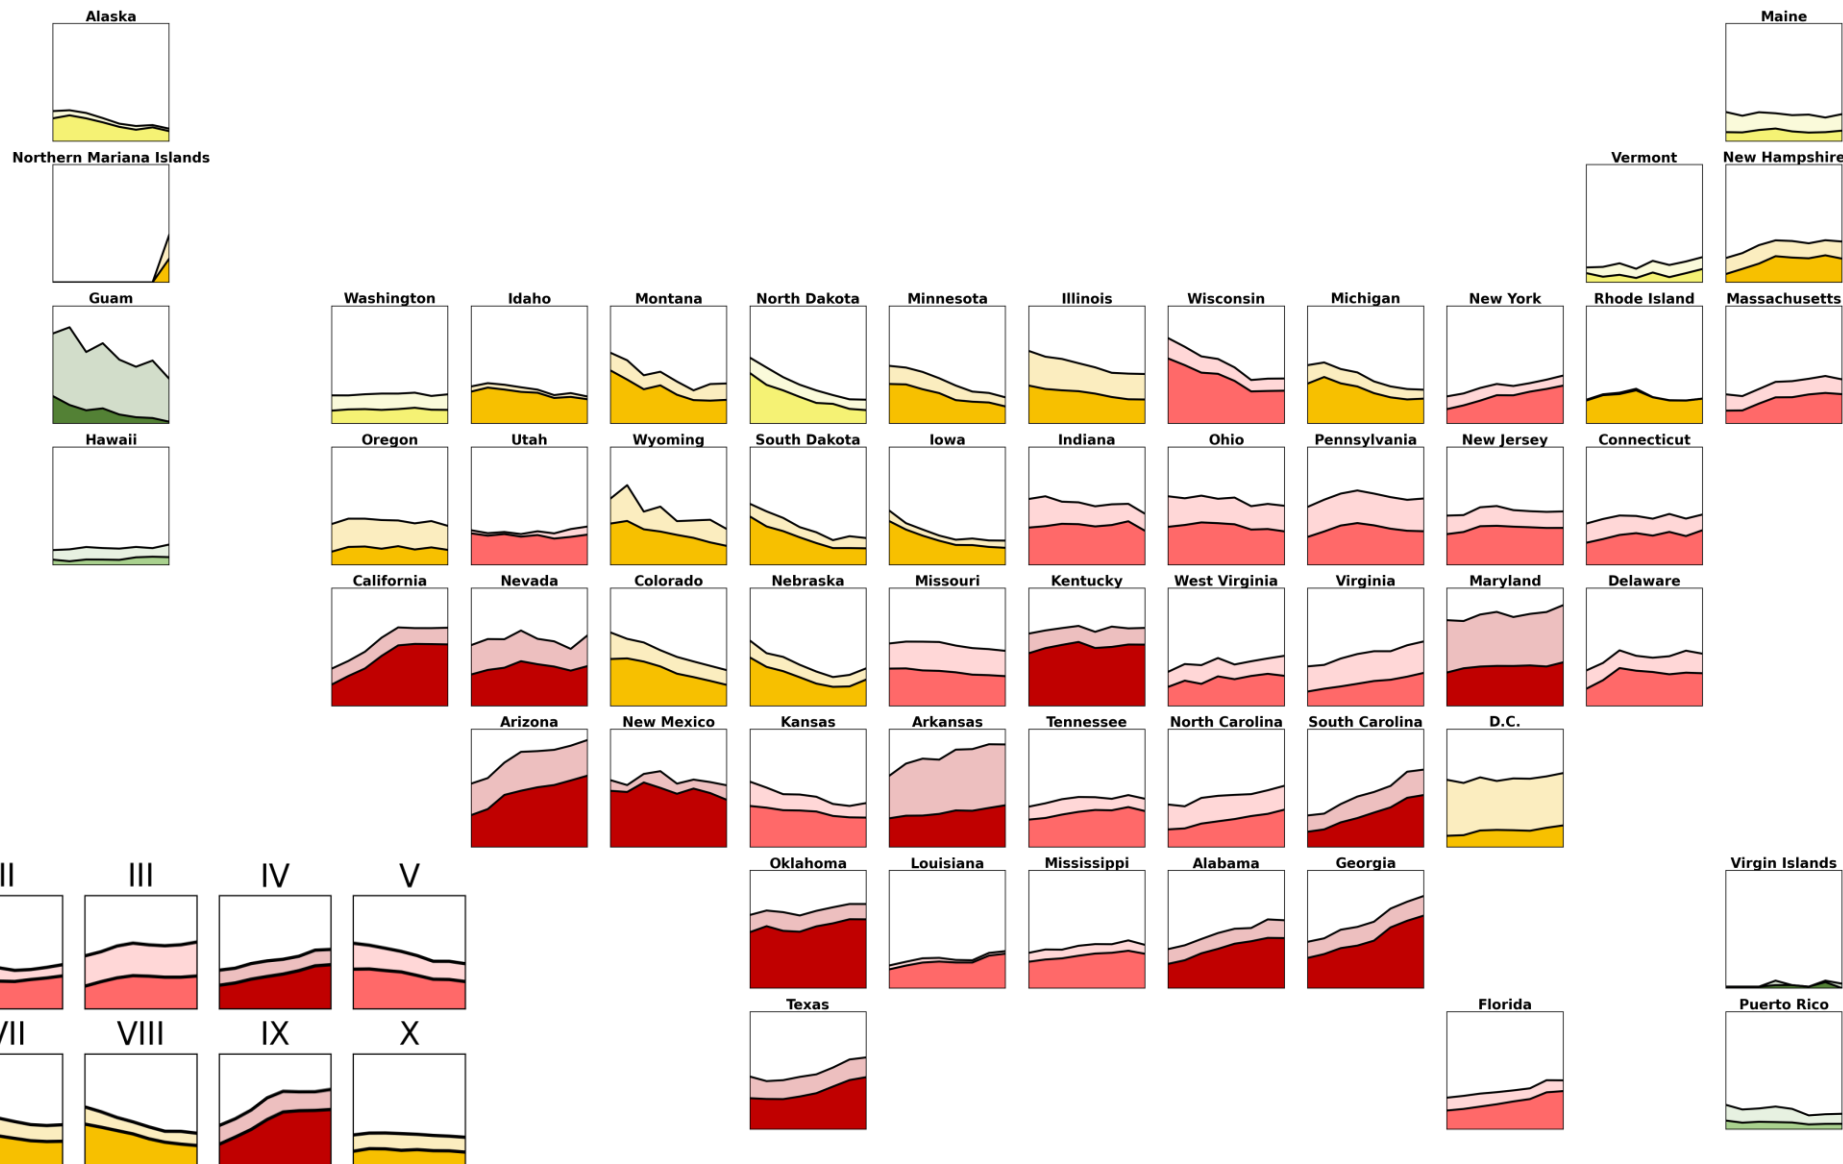 Alaska
Maine
Northern Mariana Islands
Vermont
New Hampshire
Guam
Washington
Idaho
Montana
North Dakota
Minnesota
Illinois
Wisconsin
Michigan
New York
Rhode Island
Massachusetts
Hawaii
Oregon
Utah
Wyoming
South Dakota
Iowa
Indiana
Ohio
Pennsylvania
New Jersey
Connecticut
California
Nevada
Colorado
Nebraska
Missouri
Kentucky
West Virginia
Virginia
Maryland
Delaware
Arizona
New Mexico
Kansas
Arkansas
Tennessee
North Carolina
South Carolina
D.C.
Oklahoma
Louisiana
Mississippi
Alabama
Georgia
Virgin Islands
II
III
IV
V
Texas
Florida
Puerto Rico
VII
VIII
IX
X